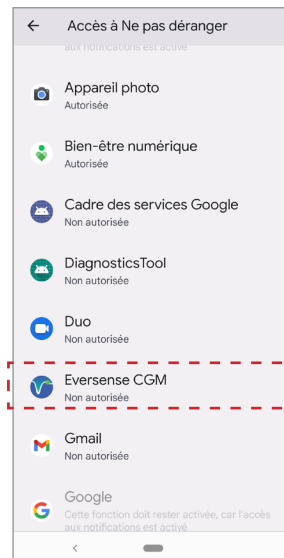 Accès à Ne pas déranger
aux notifications est activé
Appareil photo
Autorisée
Bien-être numérique
Autorisée
Cadre des services Google
Non autorisée
DiagnosticsTool
Non autorisée
Duo
Non autorisée
Eversense CGM
Non autorisée
Gmail
Non autorisée
Google
Cette fonction doit rester activée, car l'accès
aux notifications est activé